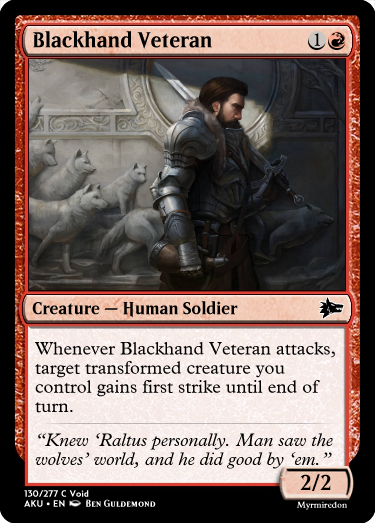 Blackhand Veteran 1
Creature — Human Soldier
Whenever Blackhand Veteran attacks,
target transformed creature you
control gains first strike until end of
turn.
“Knew ‘Raltus personally. Man saw the
wolves’ world, and he did good by ‘em.”
2/2
130/277 C Void
AKU • EN Ben Guldemond
Myrmiredon